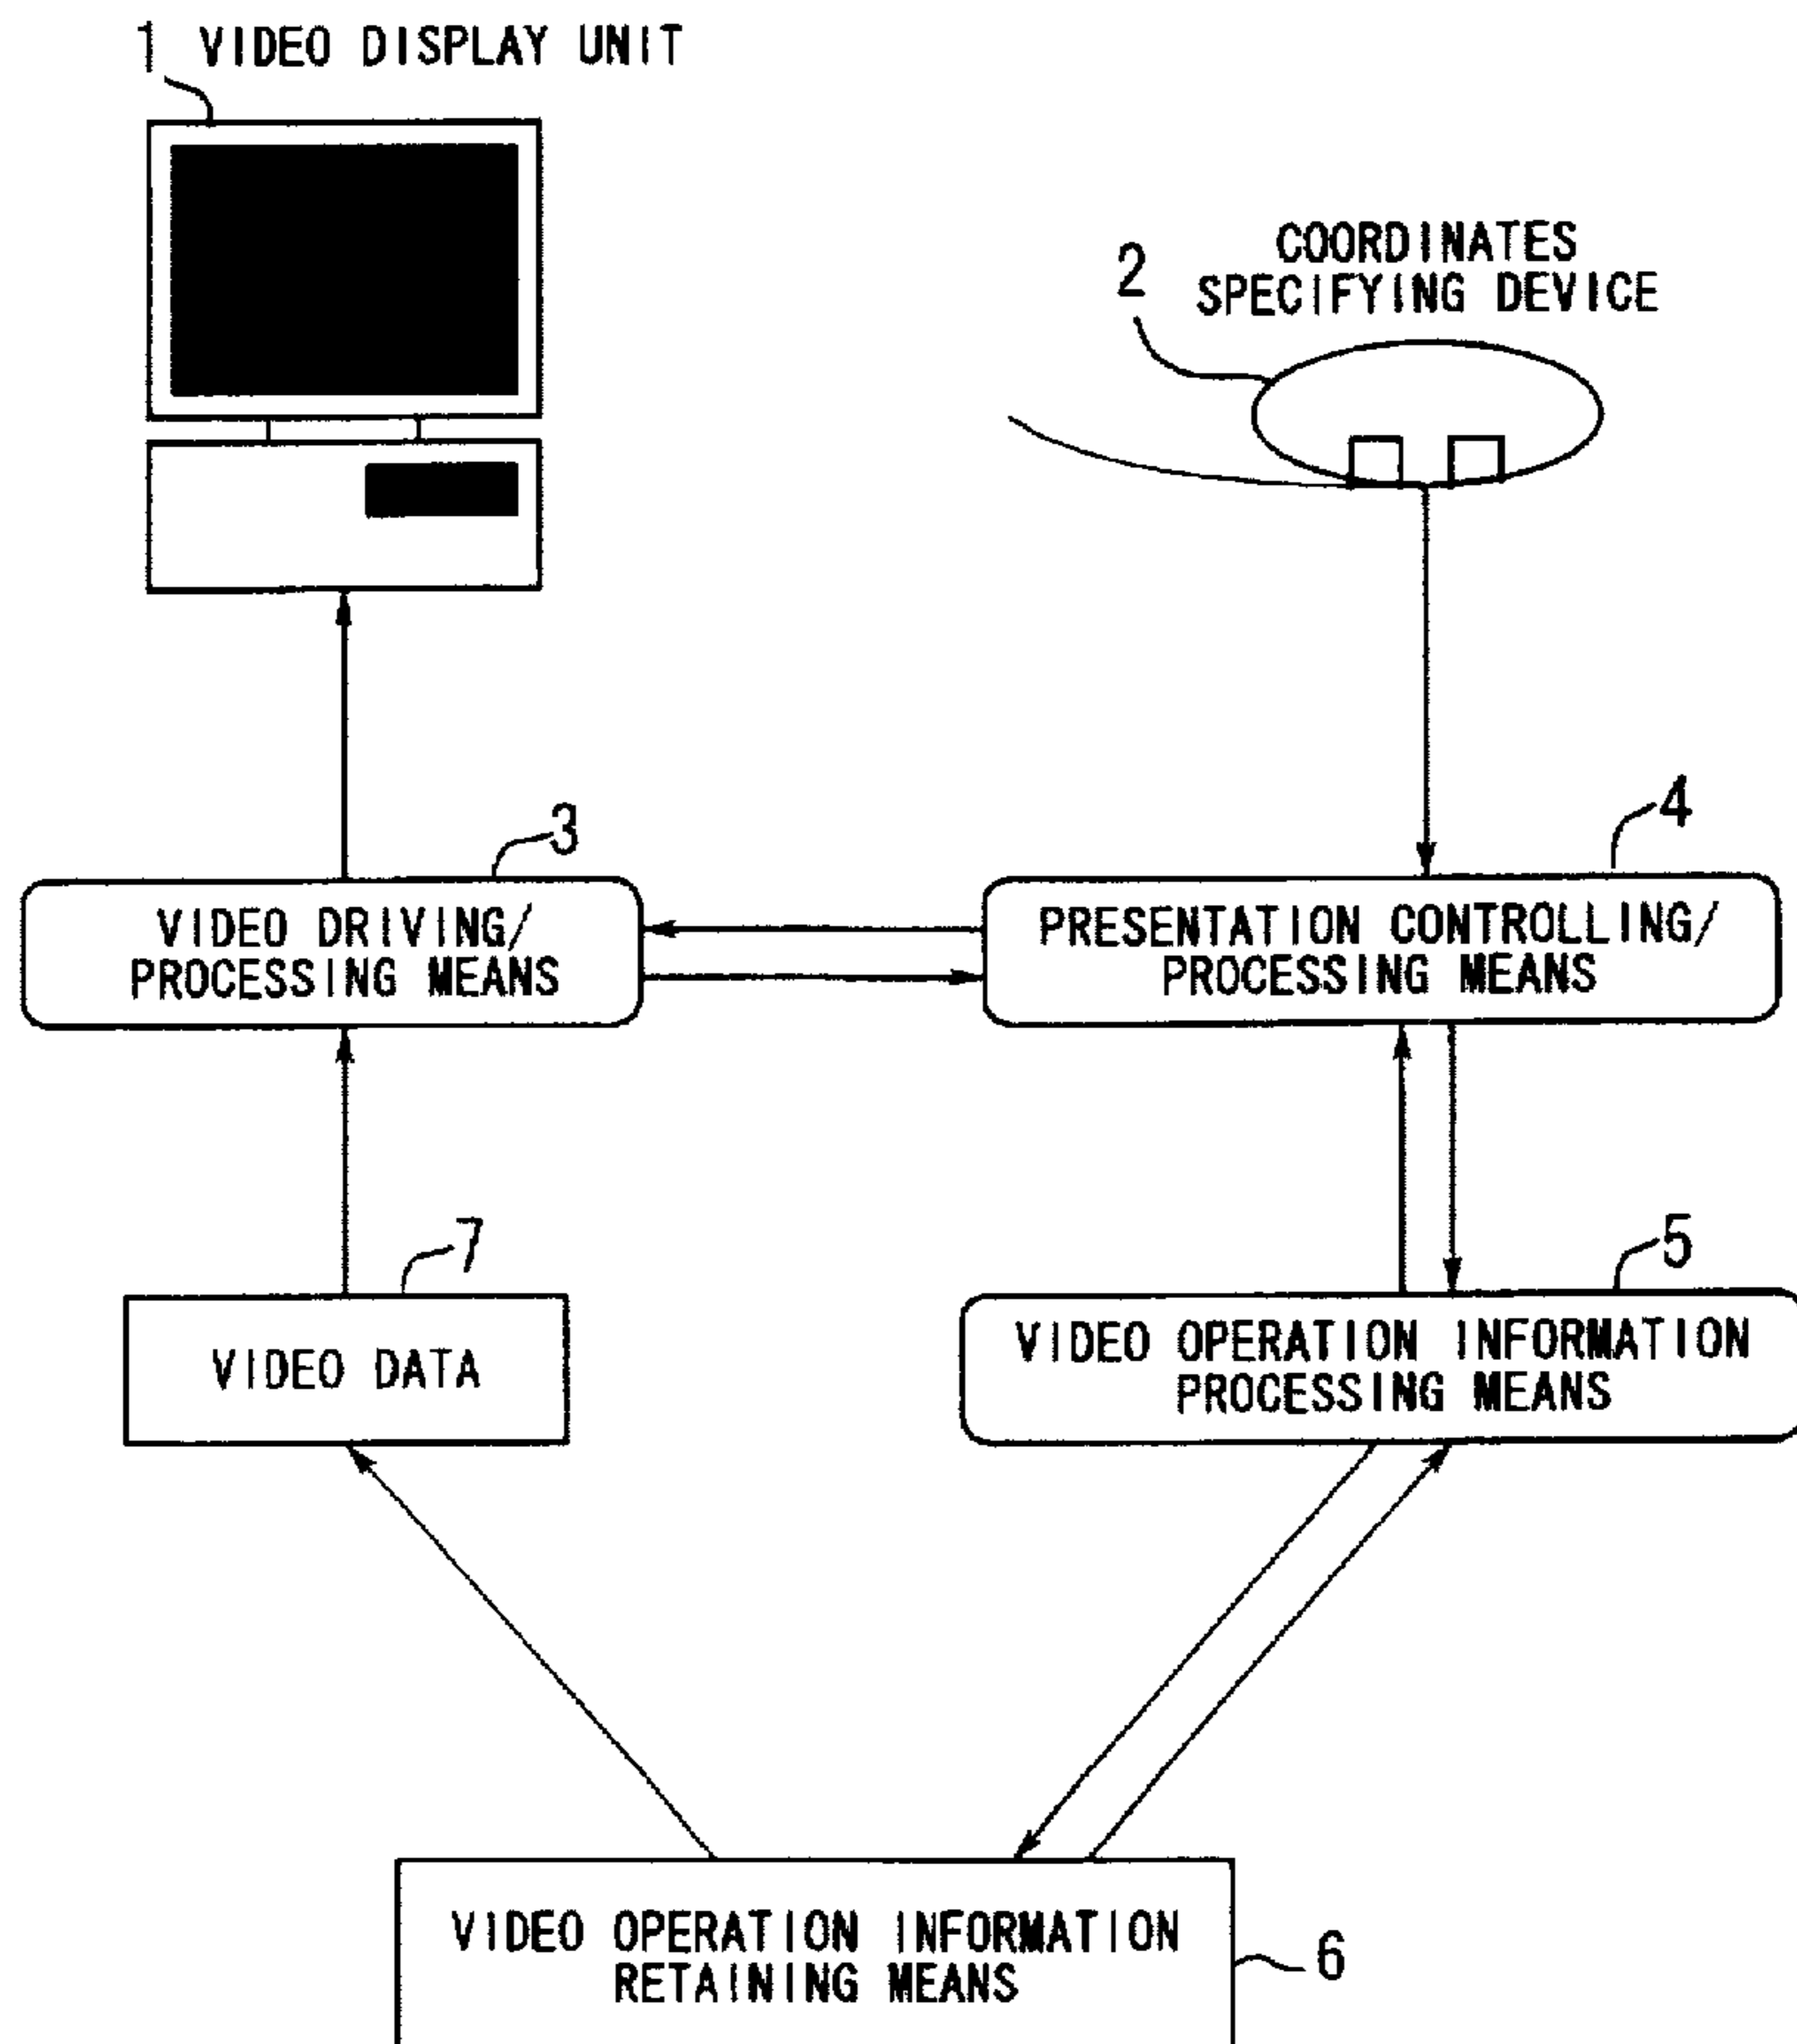 1 VIDEO DISPLAY UNIT
2
COORDINATES
SPECIFYING DEVICE
3
VIDEO DRIVING/
PROCESSING MEANS
4
PRESENTATION CONTROLLING/
PROCESSING MEANS
7
VIDEO DATA
5
VIDEO OPERATION INFORMATION
PROCESSING MEANS
VIDEO OPERATION INFORMATION
RETAINING MEANS
6